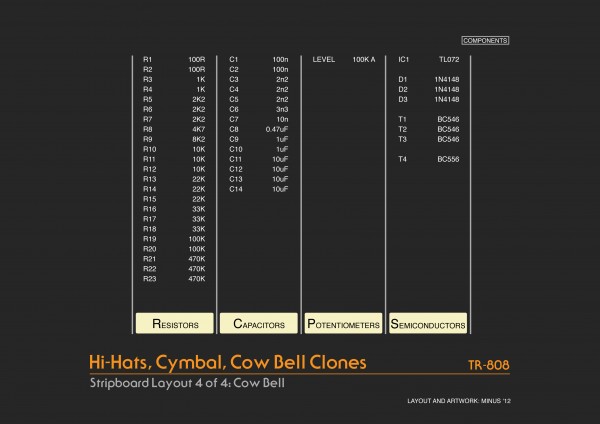 COMPONENTS
R1 100R C1 100n LEVEL 100K A IC1 TL072
R2 100R C2 100n
R3 1K C3 2n2 D1 1N4148
R4 1K C4 2n2 D2 1N4148
R5 2K2 C5 2n2 D3 1N4148
R6 2K2 C6 3n3
R7 2K2 C7 10n T1 BC546
R8 4K7 C8 0.47uF T2 BC546
R9 8K2 C9 1uF T3 BC546
R10 10K C10 1uF
R11 10K C11 10uF T4 BC556
R12 10K C12 10uF
R13 22K C13 10uF
R14 22K C14 10uF
R15 22K
R16 33K
R17 33K
R18 33K
R19 100K
R20 100K
R21 470K
R22 470K
R23 470K
RESISTORS CAPACITORS POTENTIOMETERS SEMICONDUCTORS
Hi-Hats, Cymbal, Cow Bell Clones TR-808
Stripboard Layout 4 of 4: Cow Bell
LAYOUT AND ARTWORK: MINUS '12